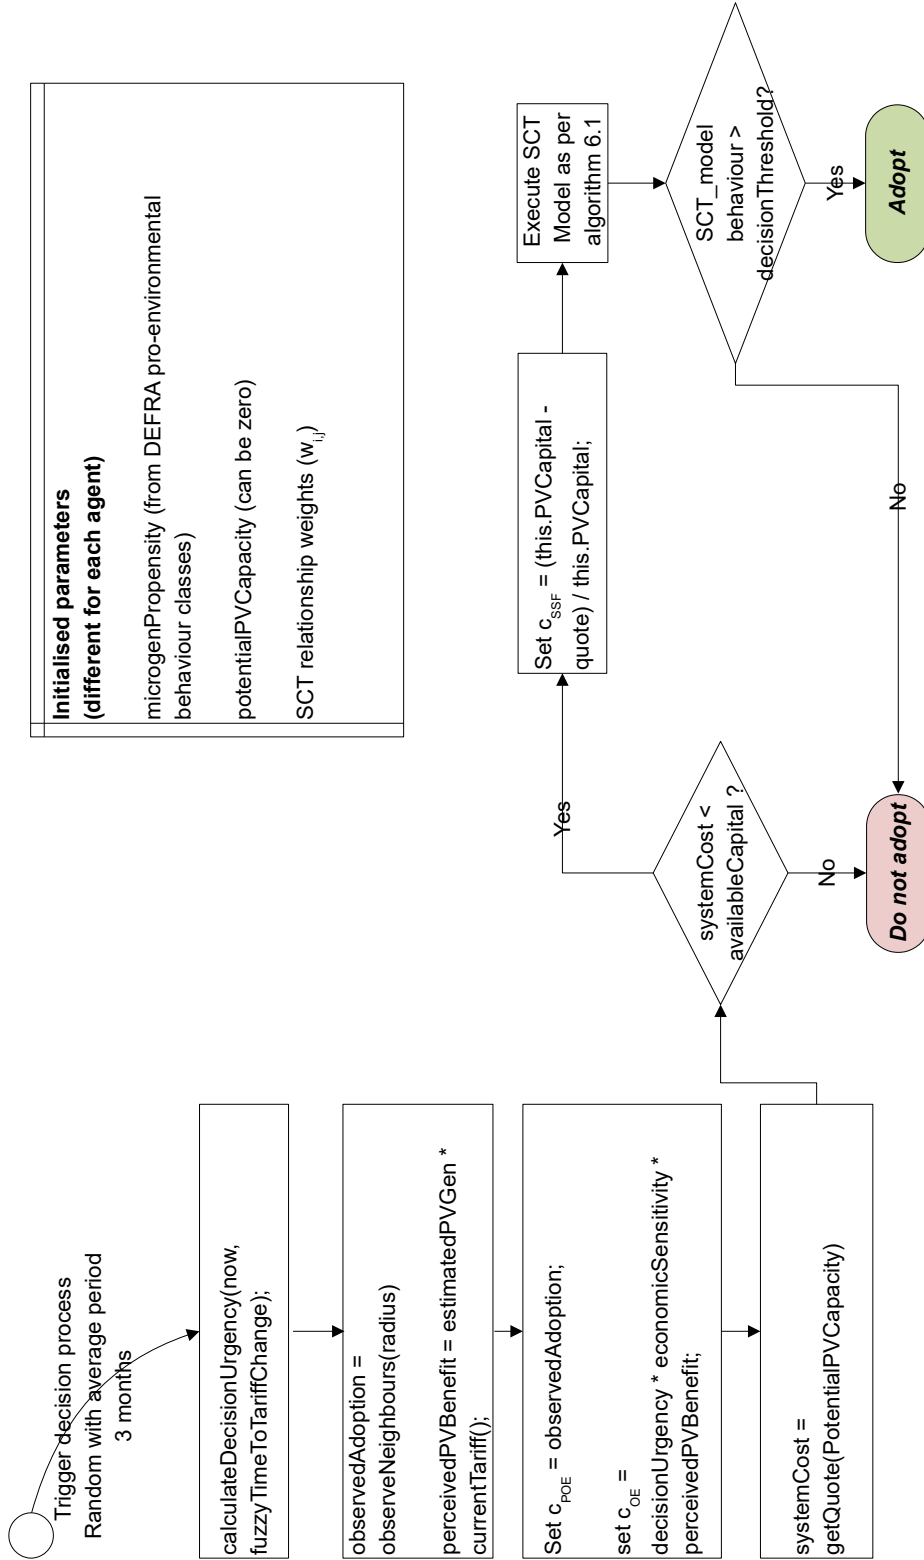 Trigger decision process
Random with average period
3 months
calculateDecisionUrgency(now,
fuzzyTimeToTariffChange);
observedAdoption =
observeNeighbours(radius)
perceivedPVBenefit = estimatedPVGen *
currentTariff();
Set c_POE = observedAdoption;
set c_OE =
decisionUrgency * economicSensitivity *
perceivedPVBenefit;
systemCost =
getQuote(PotentialPVCapacity)
systemCost <
availableCapital ?
Yes
No
Do not adopt
Set c_SSF = (this.PVCapital -
quote) / this.PVCapital;
Execute SCT
Model as per
algorithm 6.1
SCT_model
behaviour >
decisionThreshold?
Yes
No
Adopt
Initialised parameters
(different for each agent)
microgenPropensity (from DEFRA pro-environmental
behaviour classes)
potentialPVCapacity (can be zero)
SCT relationship weights (w_i,j)